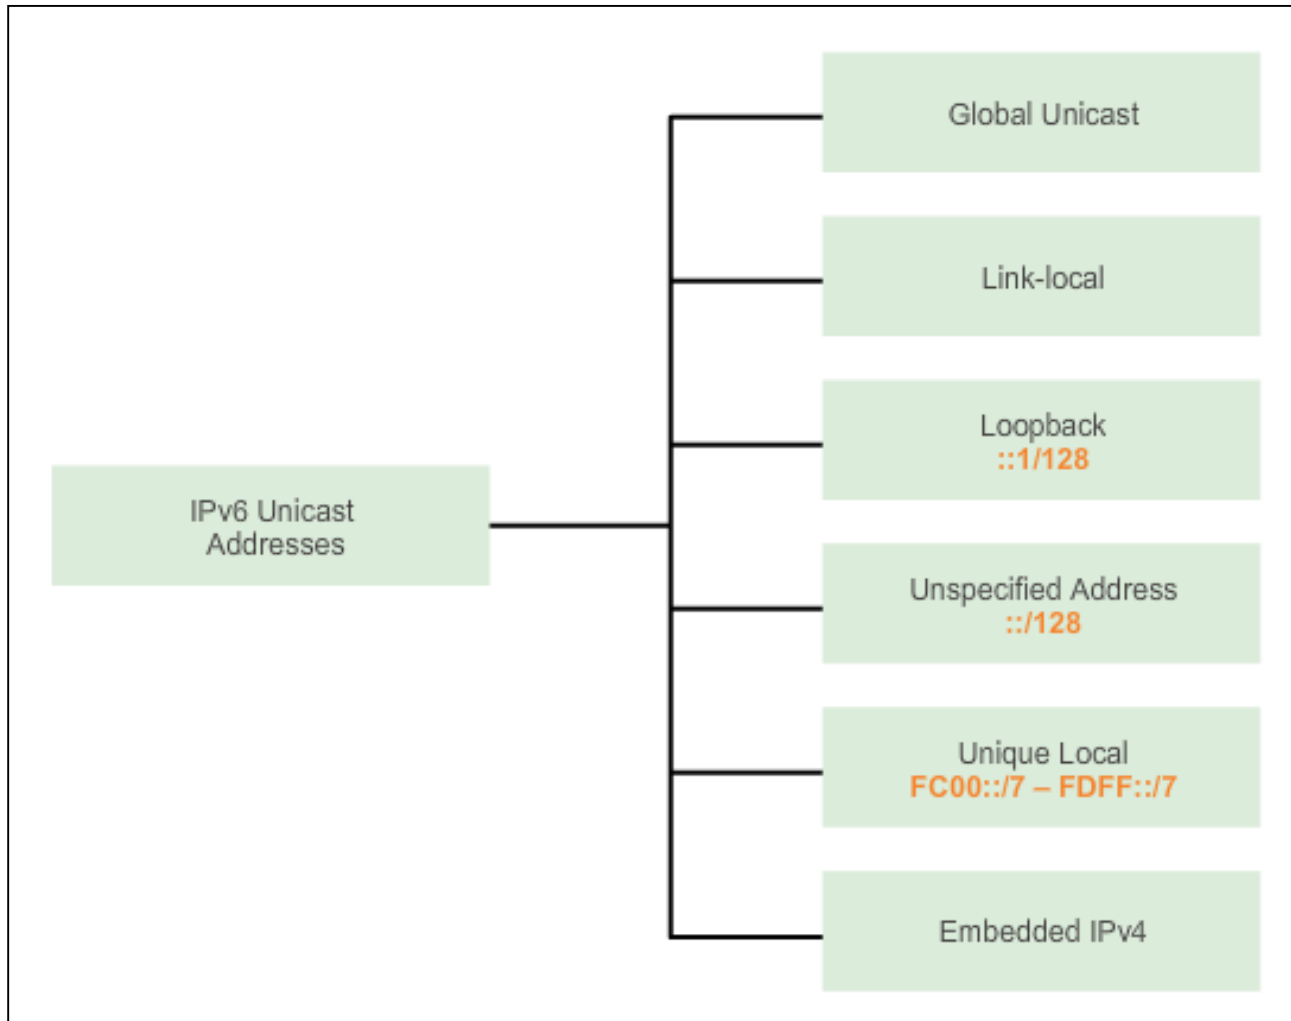 Global Unicast
Link-local
Loopback
::1/128
IPv6 Unicast
Addresses
Unspecified Address
::/128
Unique Local
FC00::/7 – FDFF::/7
Embedded IPv4